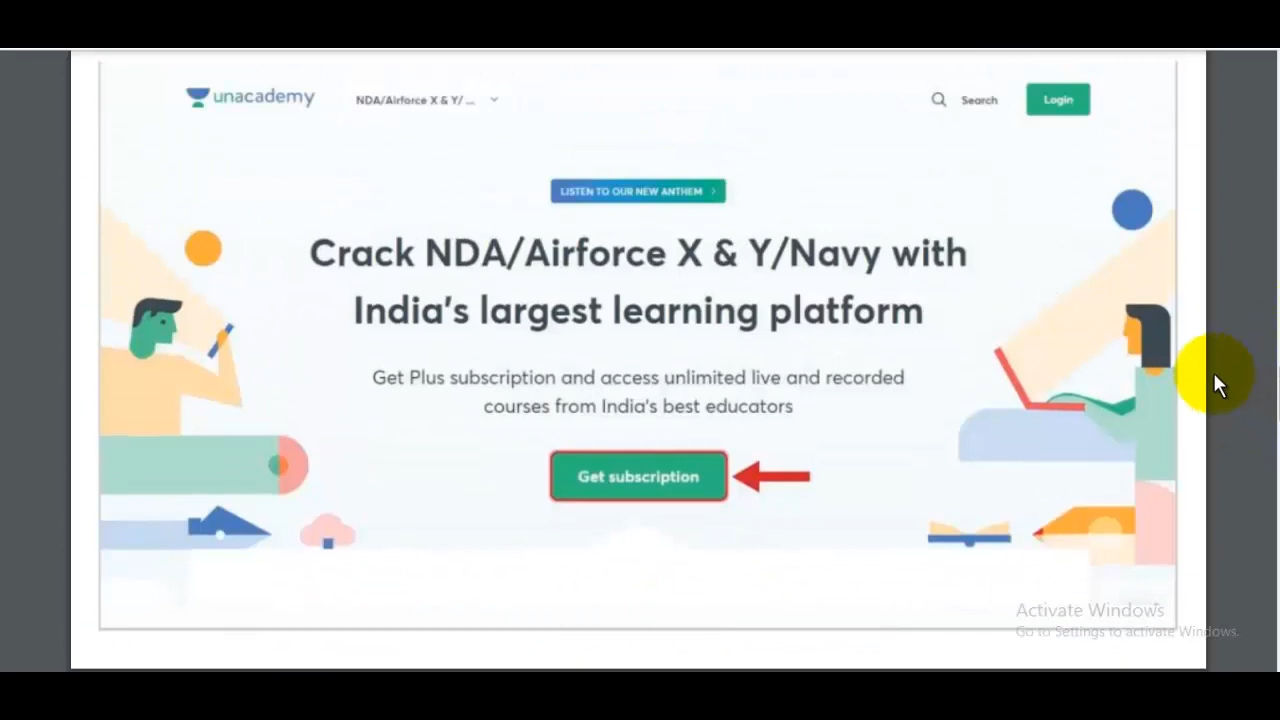 unacademy
NDA/Airforce X & Y/ ...
Search
Login
LISTEN TO OUR NEW ANTHEM
Crack NDA/Airforce X & Y/Navy with
India's largest learning platform
Get Plus subscription and access unlimited live and recorded
courses from India's best educators
Get subscription
Activate Windows
Go to Settings to activate Windows.